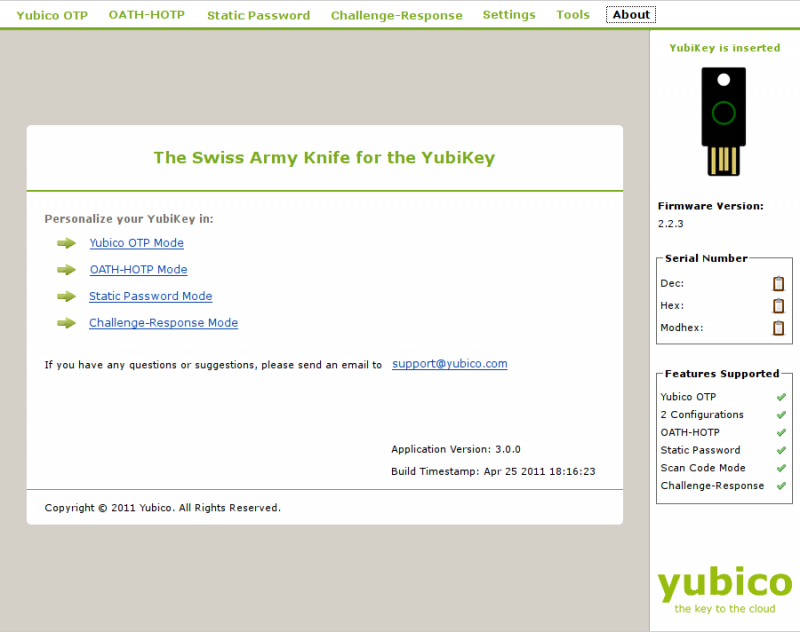 Yubico OTP OATH-HOTP Static Password Challenge-Response Settings Tools About
YubiKey is inserted
The Swiss Army Knife for the YubiKey
Personalize your YubiKey in:
Yubico OTP Mode
OATH-HOTP Mode
Static Password Mode
Challenge-Response Mode
If you have any questions or suggestions, please send an email to support@yubico.com
Application Version: 3.0.0
Build Timestamp: Apr 25 2011 18:16:23
Copyright © 2011 Yubico. All Rights Reserved.
Firmware Version:
2.2.3
Serial Number
Dec:
Hex:
Modhex:
Features Supported
Yubico OTP
2 Configurations
OATH-HOTP
Static Password
Scan Code Mode
Challenge-Response
yubico
the key to the cloud